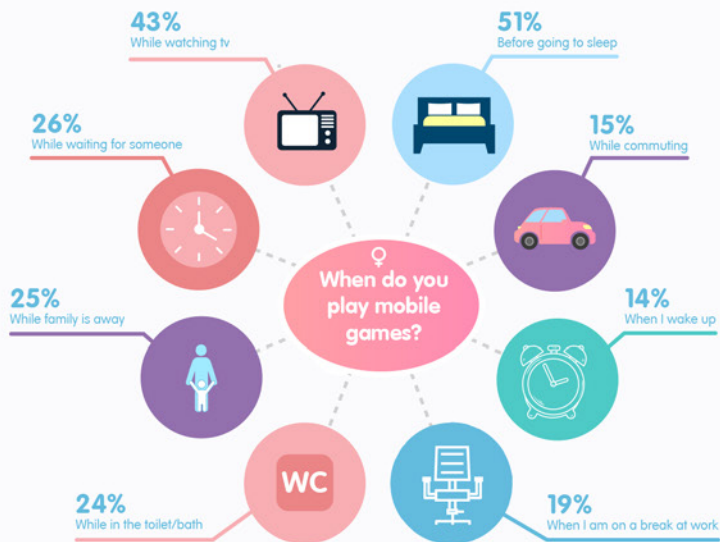 43%
While watching tv
51%
Before going to sleep
26%
While waiting for someone
15%
While commuting
When do you
play mobile
games?
25%
While family is away
14%
When I wake up
WC
24%
While in the toilet/bath
19%
When I am on a break at work